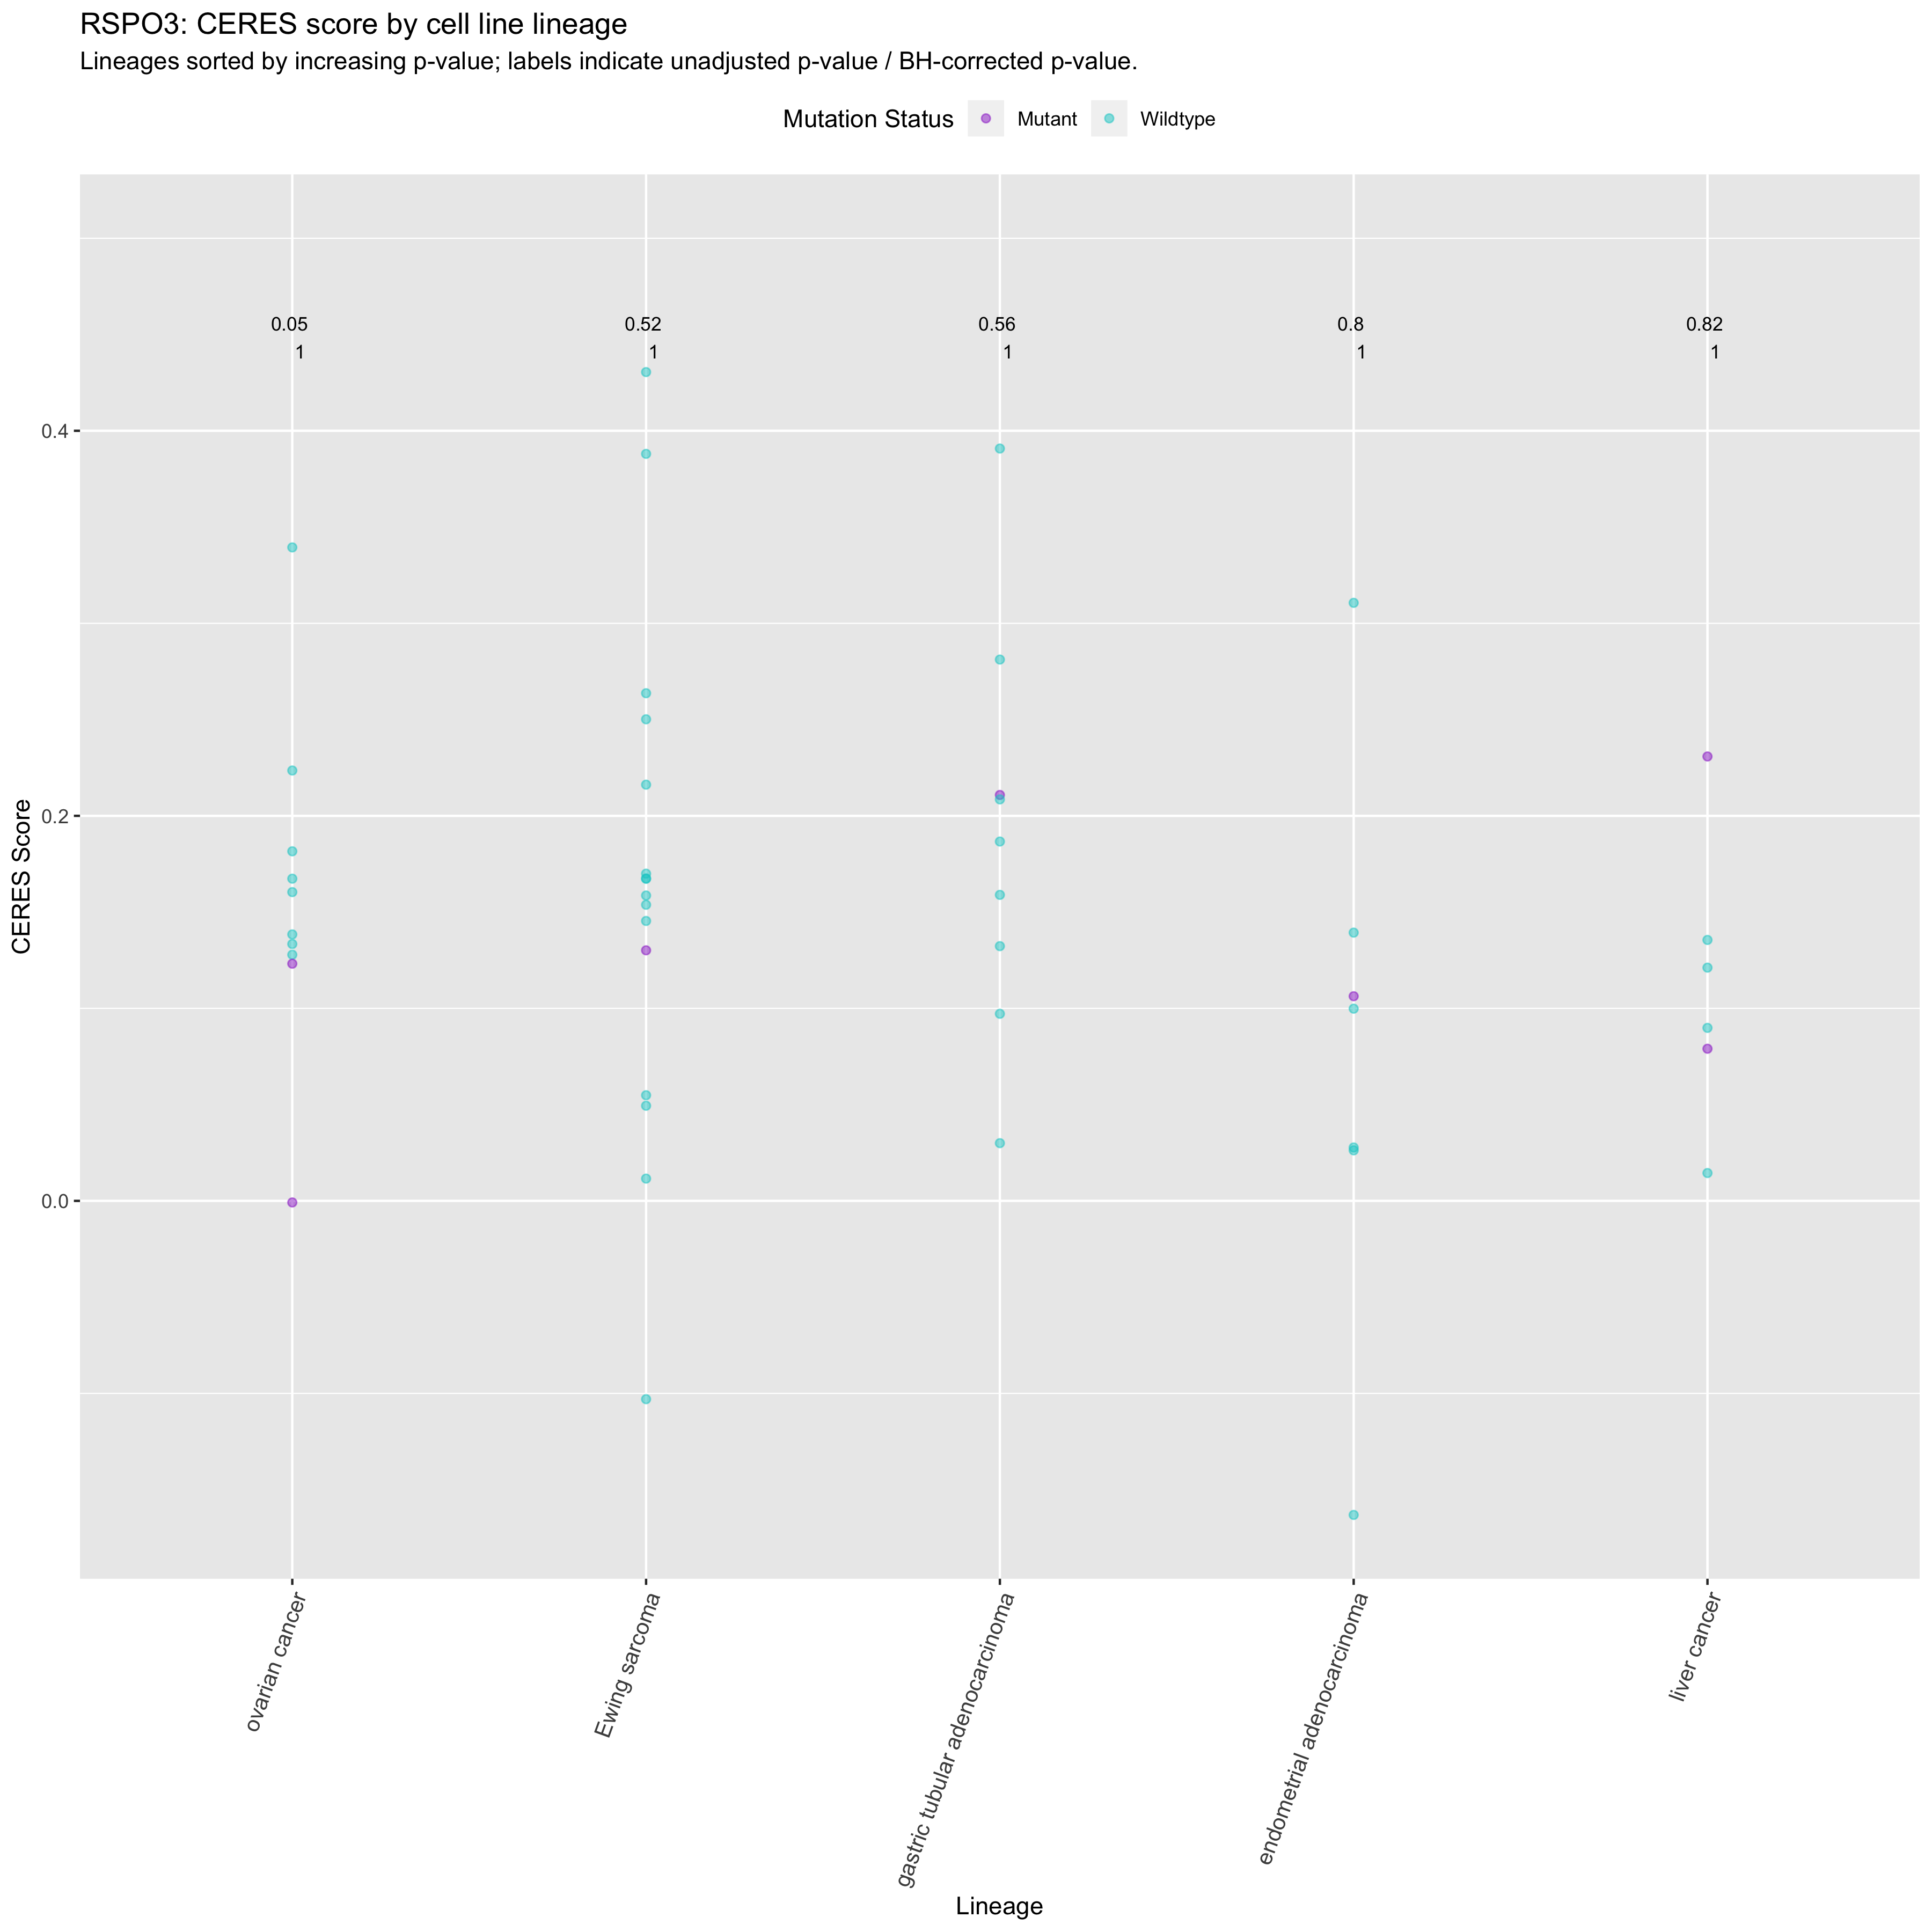 RSPO3: CERES score by cell line lineage
Lineages sorted by increasing p-value; labels indicate unadjusted p-value / BH-corrected p-value.
Mutation Status Mutant Wildtype
0.05 0.52 0.56 0.8 0.82
1 1 1 1 1
0.4
0.2
0.0
CERES Score
ovarian cancer
Ewing sarcoma
gastric tubular adenocarcinoma
endometrial adenocarcinoma
liver cancer
Lineage